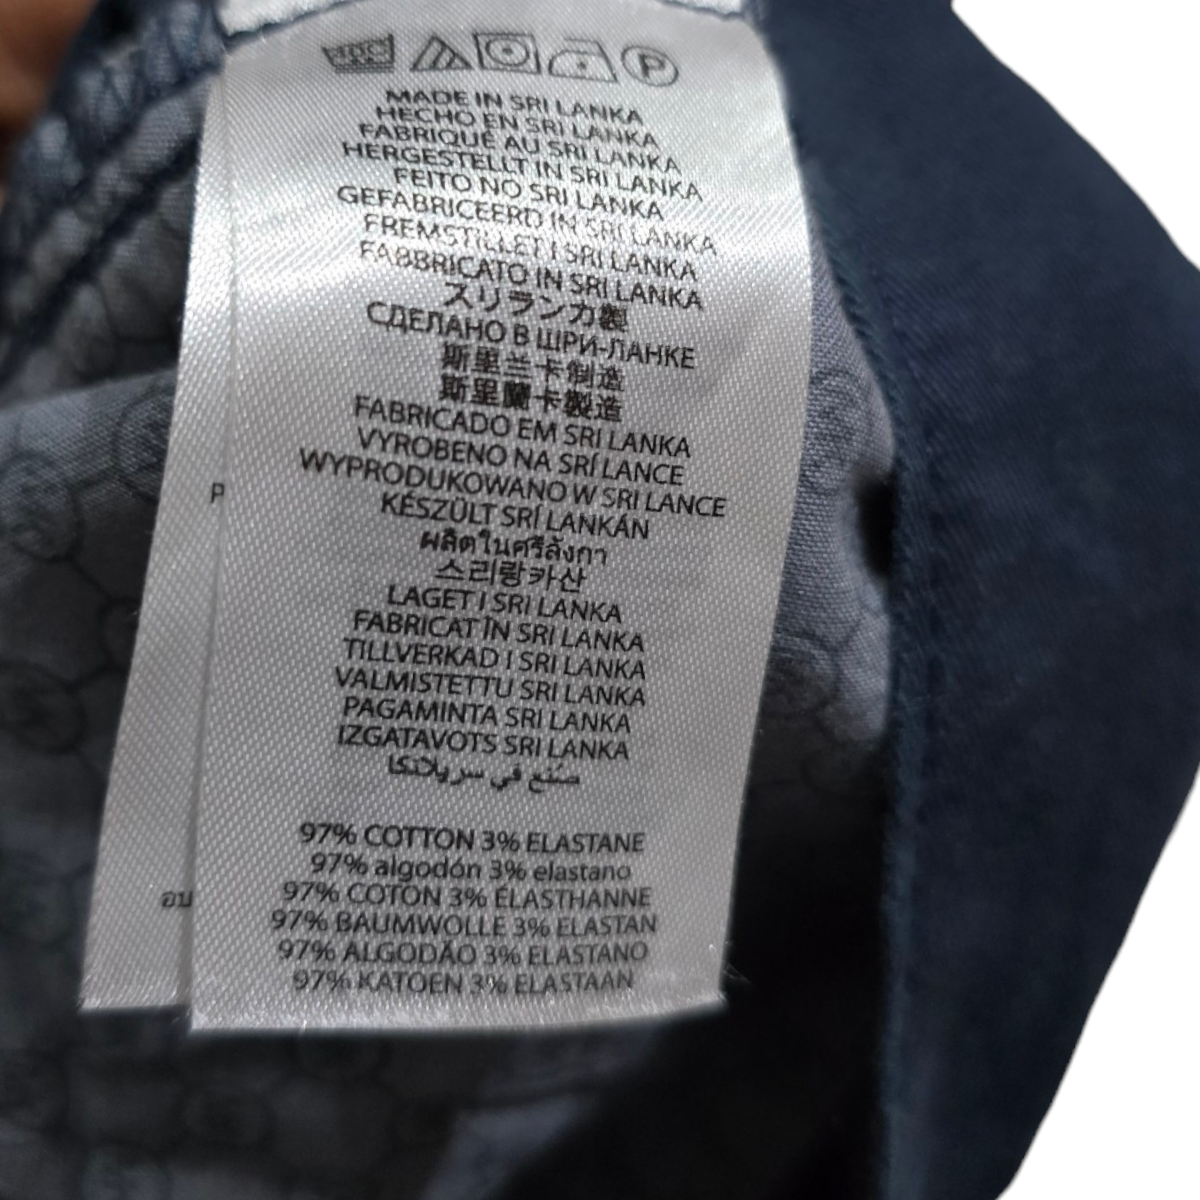 30C
P
MADE IN SRI LANKA
HECHO EN SRI LANKA
FABRIQUÉ AU SRI LANKA
HERGESTELLT IN SRI LANKA
FEITO NO SRI LANKA
GEFABRICEERD IN SRI LANKA
FREMSTILLET I SRI LANKA
FABBRICATO IN SRI LANKA
スリランカ製
СДЕЛАНО В ШРИ-ЛАНКЕ
斯里兰卡制造
斯里蘭卡製造
FABRICADO EM SRI LANKA
VYROBENO NA SRÍ LANCE
WYPRODUKOWANO W SRI LANCE
KÉSZÜLT SRÍ LANKÁN
ผลิตในศรีลังกา
스리랑카산
LAGET I SRI LANKA
FABRICAT ÎN SRI LANKA
TILLVERKAD I SRI LANKA
VALMISTETTU SRI LANKA
PAGAMINTA SRI LANKA
IZGATAVOTS SRI LANKA
صُنع في سريلانكا
97% COTTON 3% ELASTANE
97% algodón 3% elastano
97% COTON 3% ÉLASTHANNE
97% BAUMWOLLE 3% ELASTAN
97% ALGODÃO 3% ELASTANO
97% KATOEN 3% ELASTAAN
P
อบ